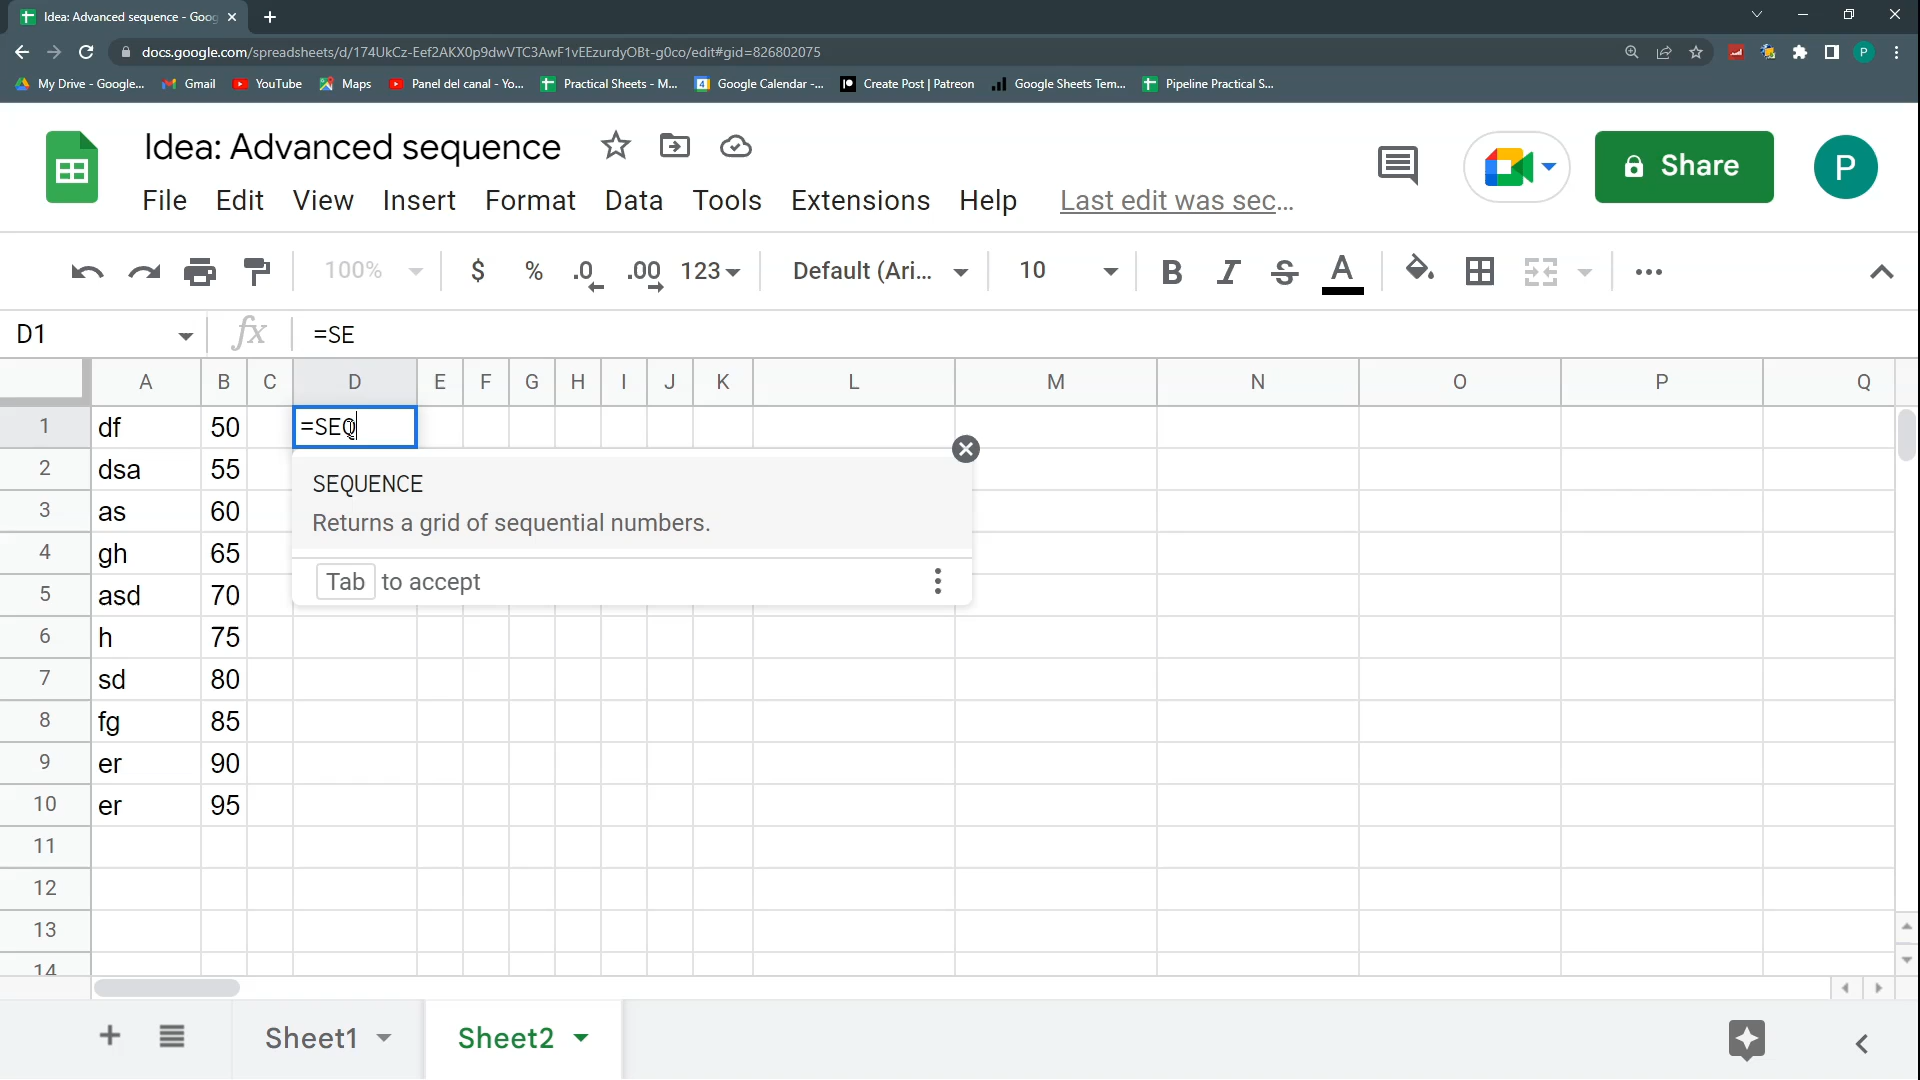 Idea: Advanced sequence - Goog
docs.google.com/spreadsheets/d/174UkCz-Eef2AKX0p9dwVTC3AwF1vEEzurdyOBt-g0co/edit#gid=826802075
P
My Drive - Google... Gmail YouTube Maps Panel del canal - Yo... Practical Sheets - M... Google Calendar -... Create Post | Patreon Google Sheets Tem... Pipeline Practical S...
Idea: Advanced sequence
Share
P
File Edit View Insert Format Data Tools Extensions Help Last edit was sec...
100% $ % .0 .00 123 Default (Ari... 10 B I S A
D1 fx =SE
A B C D E F G H I J K L M N O P Q
1 df 50 =SEQ
2 dsa 55
SEQUENCE
3 as 60
Returns a grid of sequential numbers.
4 gh 65
Tab to accept
5 asd 70
6 h 75
7 sd 80
8 fg 85
9 er 90
10 er 95
11
12
13
14
Sheet1 Sheet2